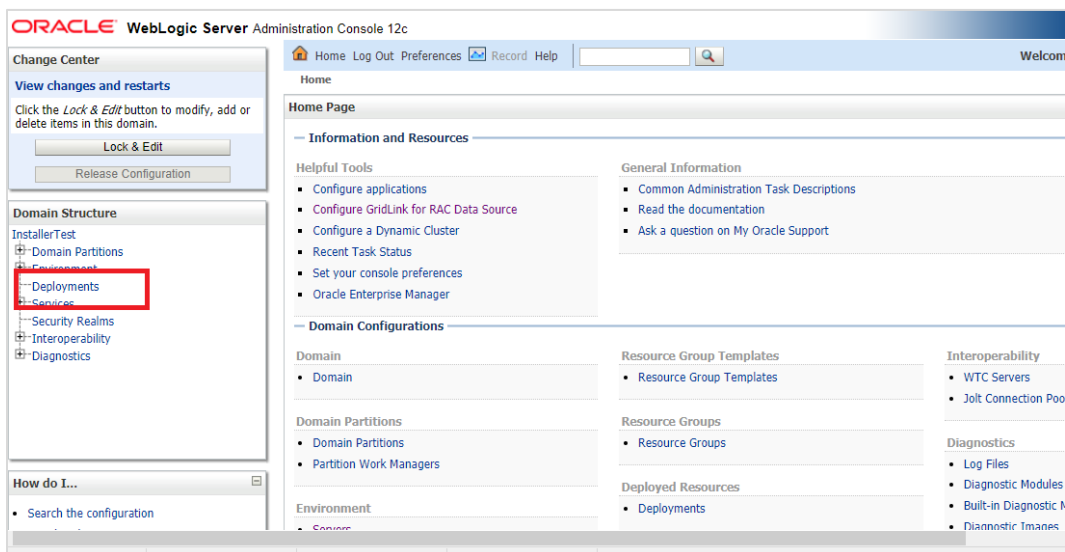 ORACLE WebLogic Server Administration Console 12c
Change Center
View changes and restarts
Click the Lock & Edit button to modify, add or
delete items in this domain.
Lock & Edit
Release Configuration
Domain Structure
InstallerTest
Domain Partitions
Environment
Deployments
Services
Security Realms
Interoperability
Diagnostics
How do I...
Search the configuration
Home Log Out Preferences Record Help
Welcom
Home
Home Page
Information and Resources
Helpful Tools
Configure applications
Configure GridLink for RAC Data Source
Configure a Dynamic Cluster
Recent Task Status
Set your console preferences
Oracle Enterprise Manager
General Information
Common Administration Task Descriptions
Read the documentation
Ask a question on My Oracle Support
Domain Configurations
Domain
Domain
Domain Partitions
Domain Partitions
Partition Work Managers
Environment
Servers
Resource Group Templates
Resource Group Templates
Resource Groups
Resource Groups
Deployed Resources
Deployments
Interoperability
WTC Servers
Jolt Connection Poo
Diagnostics
Log Files
Diagnostic Modules
Built-in Diagnostic
Diagnostic Images